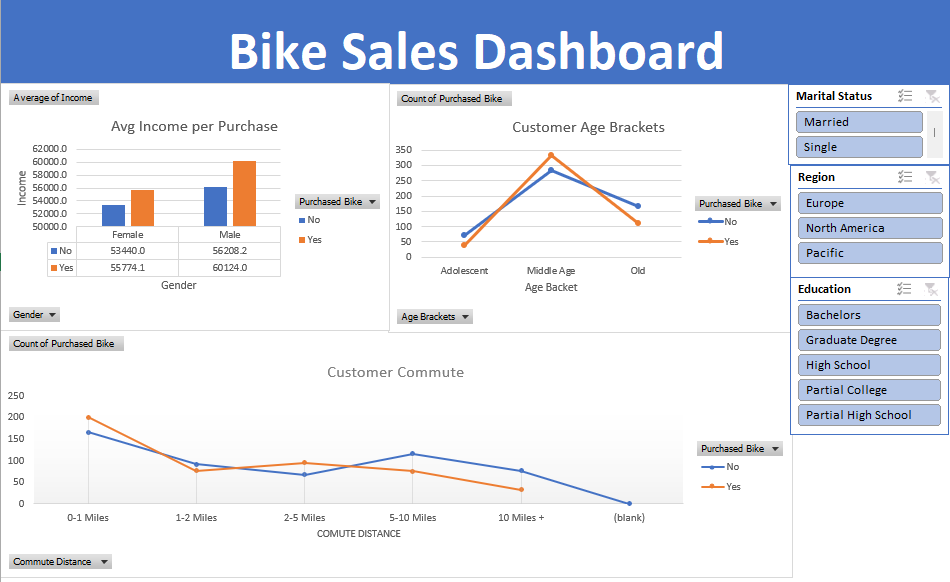 Bike Sales Dashboard
Average of Income
Avg Income per Purchase
62000.0
60000.0
58000.0
56000.0
54000.0
52000.0
50000.0
Income
Female Male
No 53440.0 56208.2
Yes 55774.1 60124.0
Gender
Purchased Bike
No
Yes
Gender
Count of Purchased Bike
Customer Age Brackets
350
300
250
200
150
100
50
0
Adolescent Middle Age Old
Age Backet
Purchased Bike
No
Yes
Age Brackets
Marital Status
Married
Single
Region
Europe
North America
Pacific
Education
Bachelors
Graduate Degree
High School
Partial College
Partial High School
Count of Purchased Bike
Customer Commute
250
200
150
100
50
0
0-1 Miles 1-2 Miles 2-5 Miles 5-10 Miles 10 Miles + (blank)
COMUTE DISTANCE
Purchased Bike
No
Yes
Commute Distance